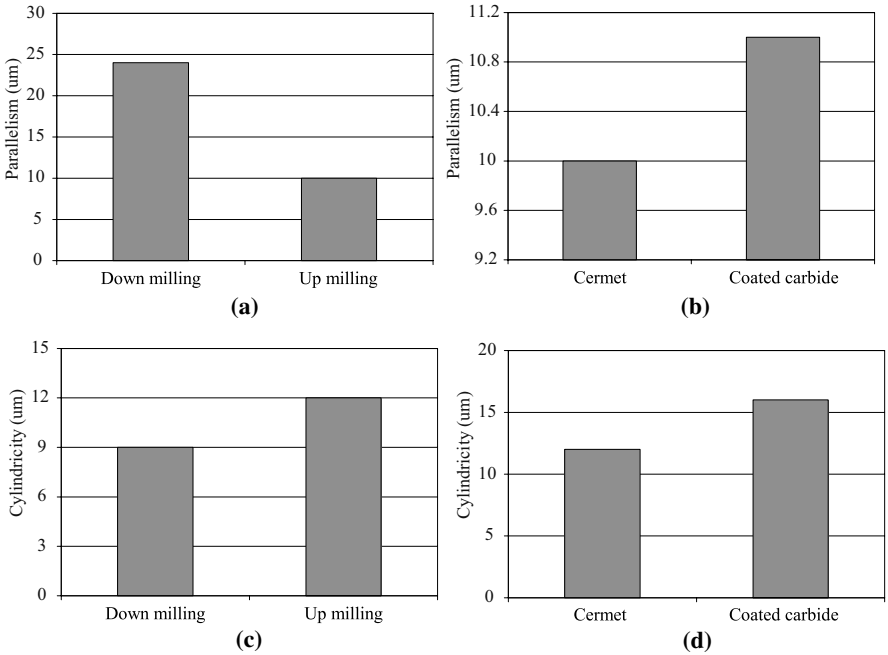 Parallelism (um)
30
25
20
15
10
5
0
Down milling
Up milling
(a)
Parallelism (um)
11.2
10.8
10.4
10
9.6
9.2
Cermet
Coated carbide
(b)
Cylindricity (um)
15
12
9
6
3
0
Down milling
Up milling
(c)
Cylindricity (um)
20
15
10
5
0
Cermet
Coated carbide
(d)